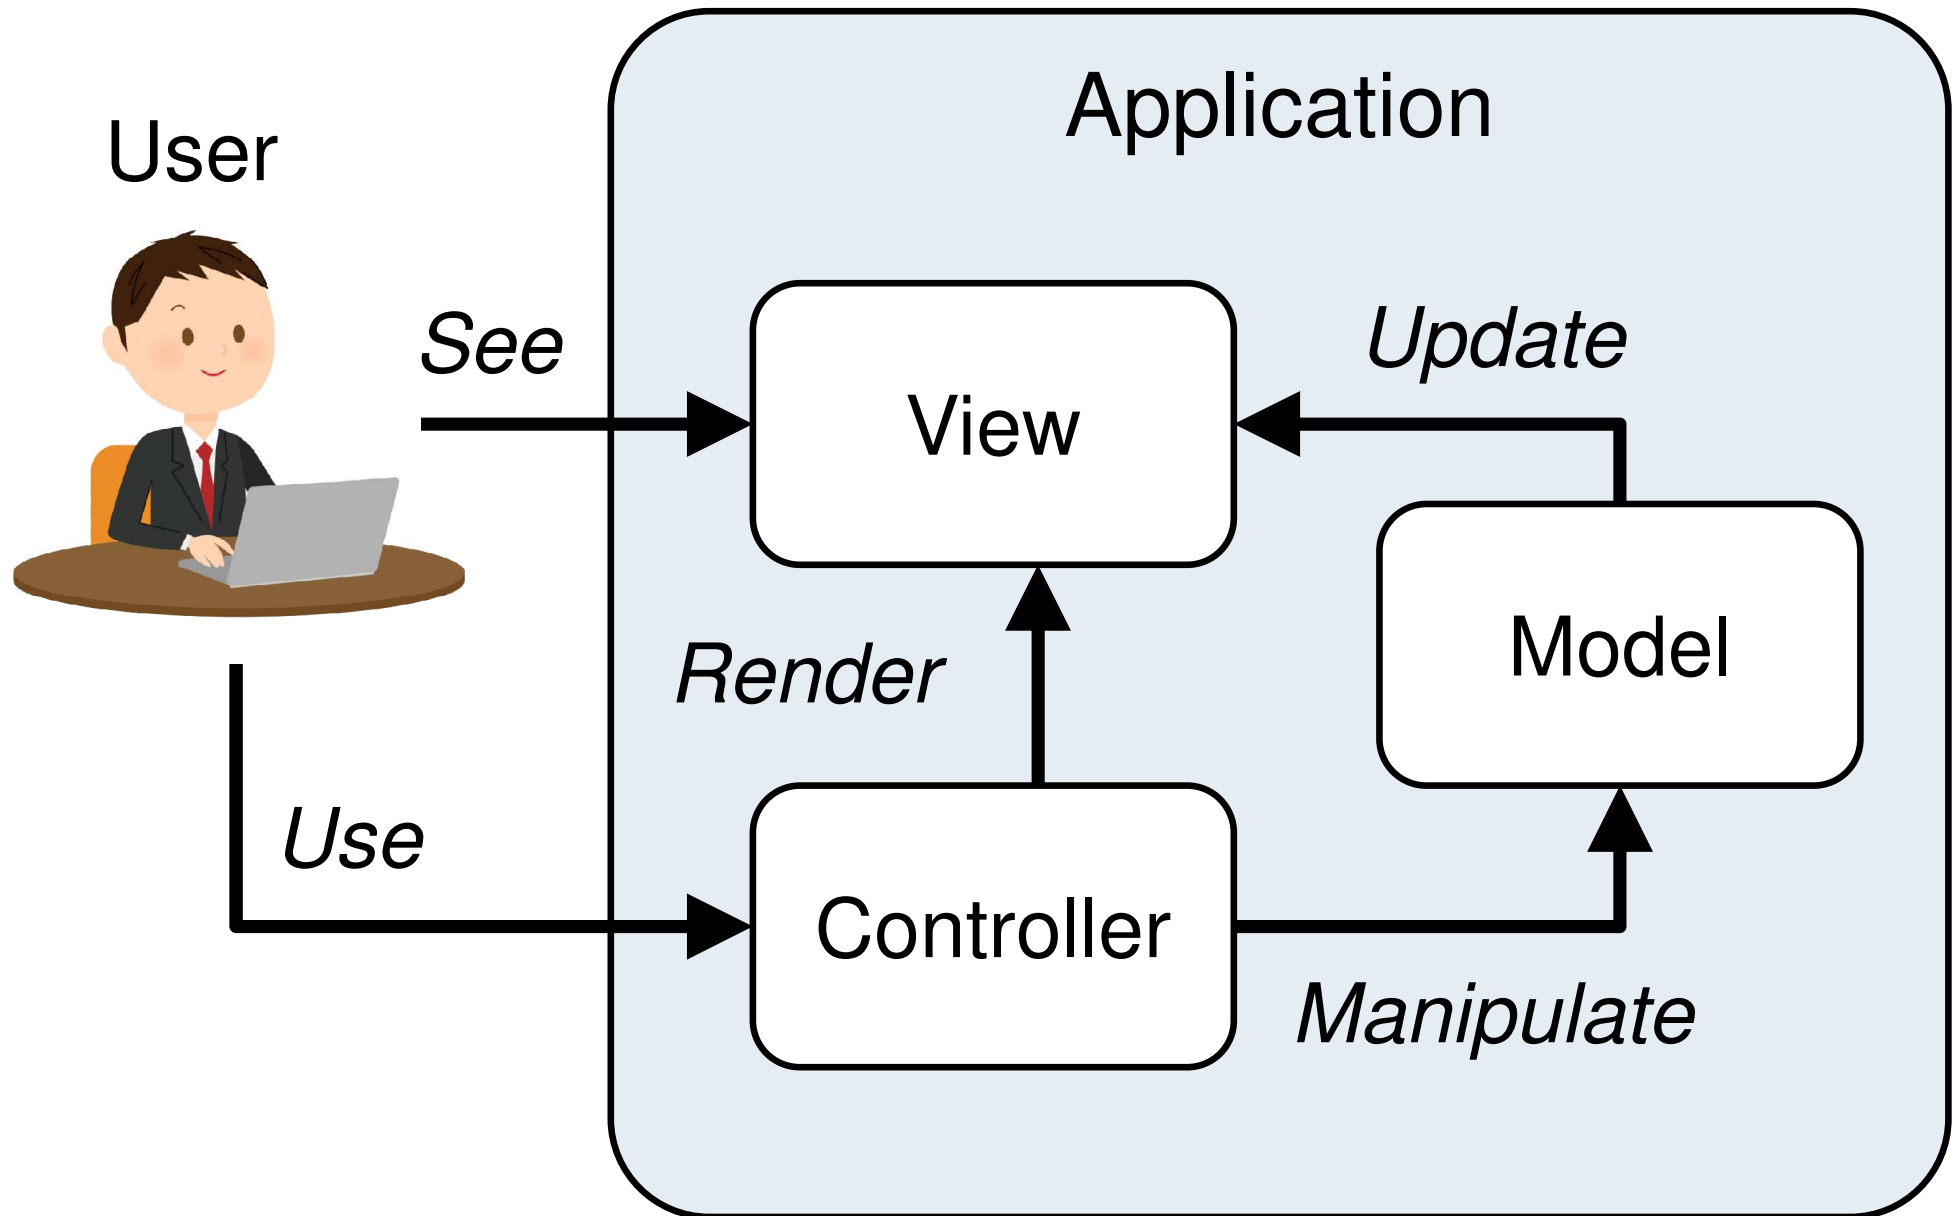 Application
User
See
Update
View
Model
Render
Use
Controller
Manipulate